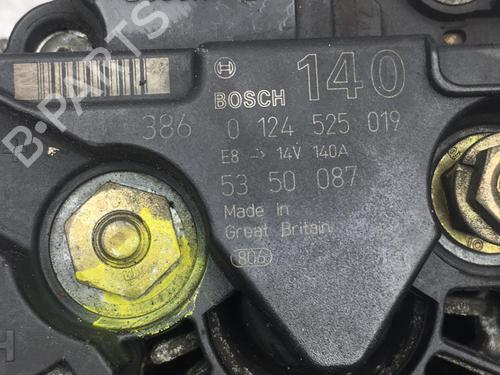 140
BOSCH
386 0 124 525 019
E8 -> 14V 140A
53 50 087
Made in
Great Britain
806
B-PARTS